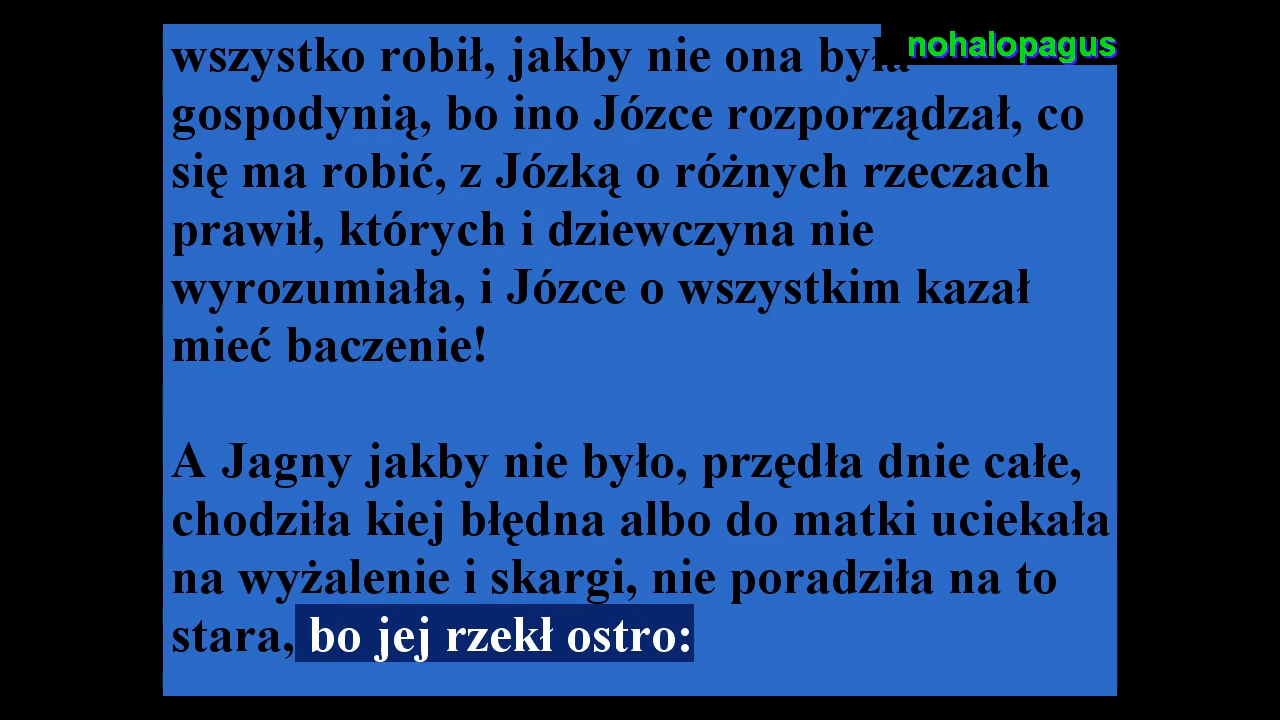 wszystko robił, jakby nie ona była nohalopagus
gospodynią, bo ino Józce rozporządzał, co
się ma robić, z Józką o różnych rzeczach
prawił, których i dziewczyna nie
wyrozumiała, i Józce o wszystkim kazał
mieć baczenie!
A Jagny jakby nie było, przędła dnie całe,
chodziła kiej błędna albo do matki uciekała
na wyżalenie i skargi, nie poradziła na to
stara, bo jej rzekł ostro: